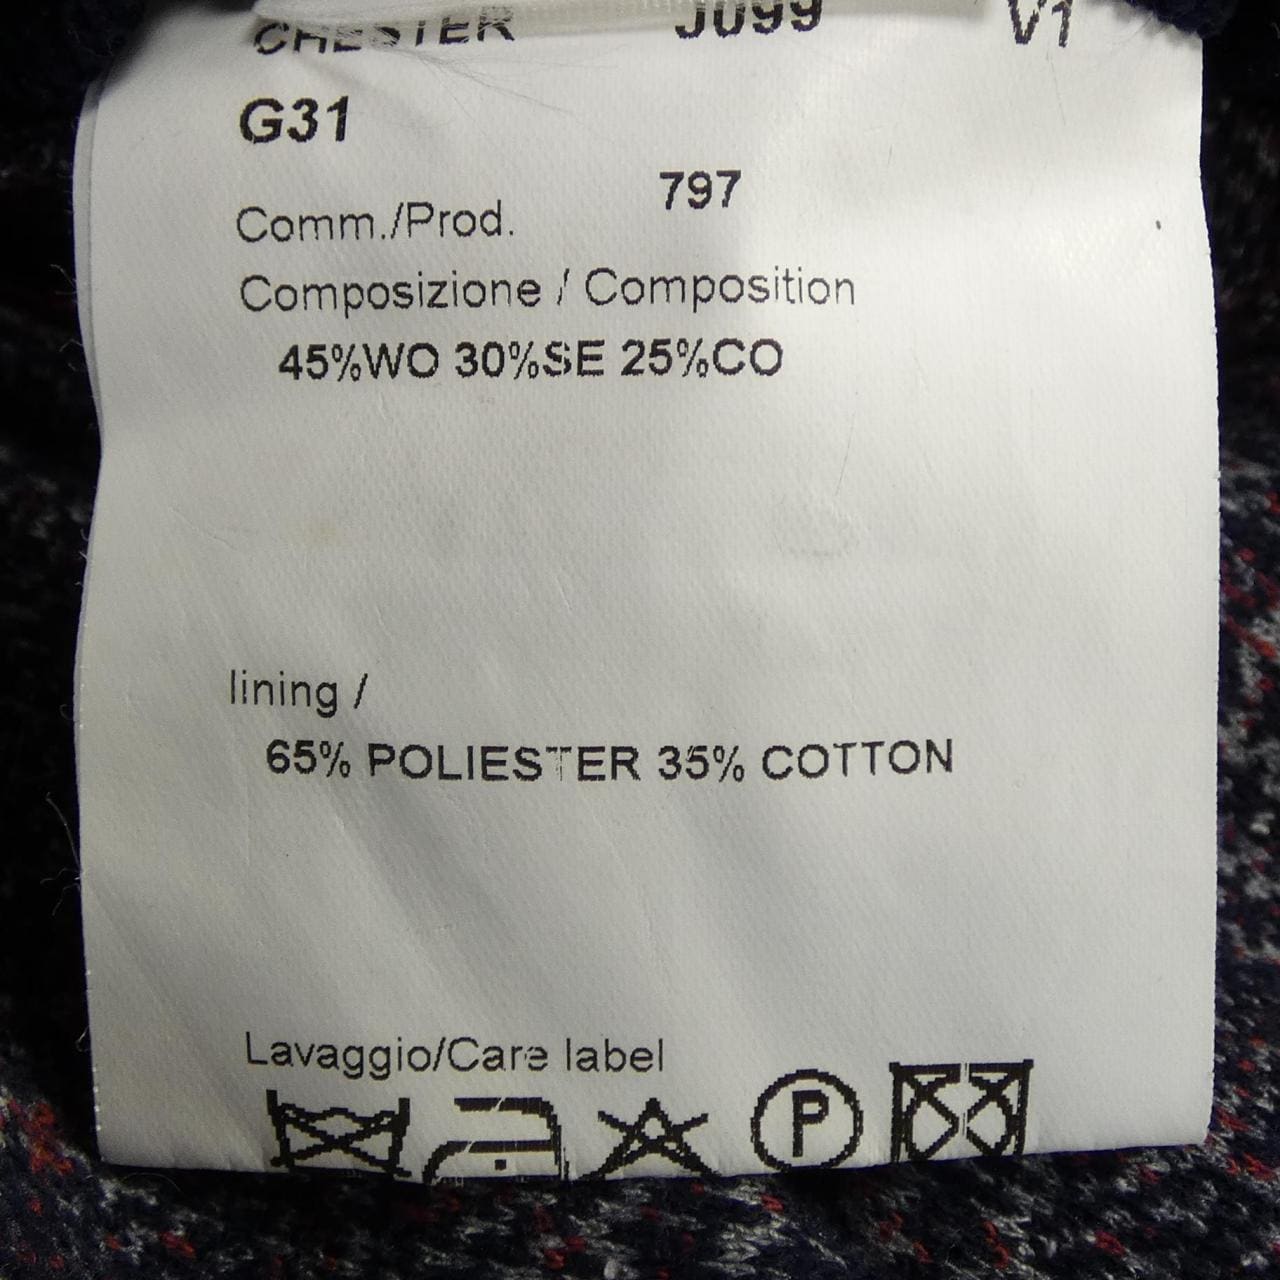 CHESTER J099 V1
G31
797
Comm./Prod.
Composizione / Composition
45%WO 30%SE 25%CO
lining /
65% POLIESTER 35% COTTON
Lavaggio/Care label
P